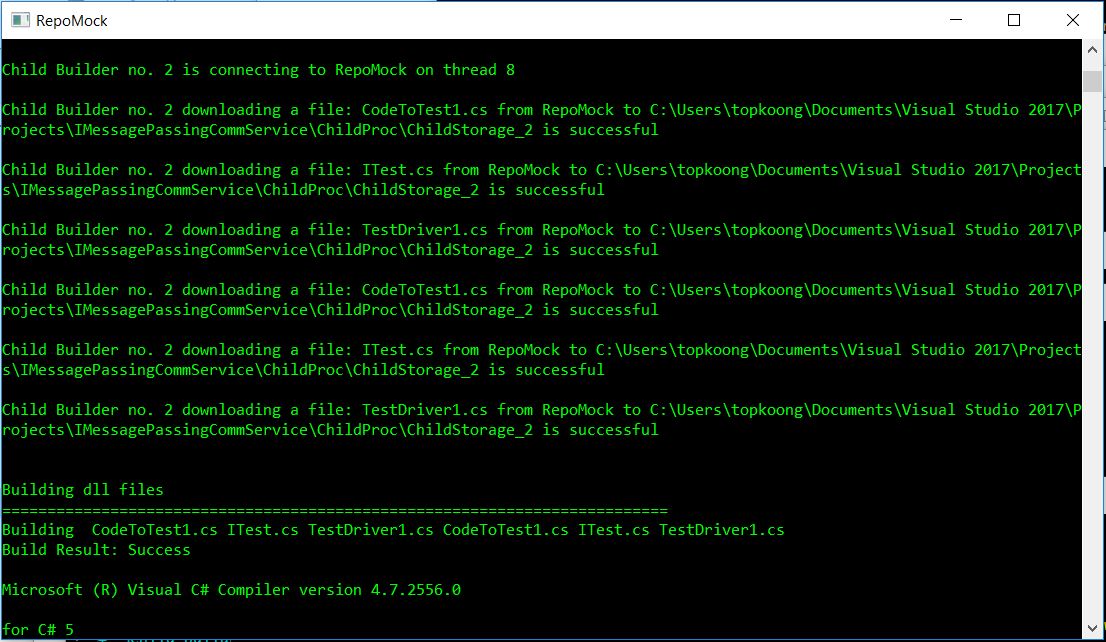 RepoMock
Child Builder no. 2 is connecting to RepoMock on thread 8
Child Builder no. 2 downloading a file: CodeToTest1.cs from RepoMock to C:\Users\topkoong\Documents\Visual Studio 2017\P
rojects\IMessagePassingCommService\ChildProc\ChildStorage_2 is successful
Child Builder no. 2 downloading a file: ITest.cs from RepoMock to C:\Users\topkoong\Documents\Visual Studio 2017\Project
s\IMessagePassingCommService\ChildProc\ChildStorage_2 is successful
Child Builder no. 2 downloading a file: TestDriver1.cs from RepoMock to C:\Users\topkoong\Documents\Visual Studio 2017\P
rojects\IMessagePassingCommService\ChildProc\ChildStorage_2 is successful
Child Builder no. 2 downloading a file: CodeToTest1.cs from RepoMock to C:\Users\topkoong\Documents\Visual Studio 2017\P
rojects\IMessagePassingCommService\ChildProc\ChildStorage_2 is successful
Child Builder no. 2 downloading a file: ITest.cs from RepoMock to C:\Users\topkoong\Documents\Visual Studio 2017\Project
s\IMessagePassingCommService\ChildProc\ChildStorage_2 is successful
Child Builder no. 2 downloading a file: TestDriver1.cs from RepoMock to C:\Users\topkoong\Documents\Visual Studio 2017\P
rojects\IMessagePassingCommService\ChildProc\ChildStorage_2 is successful
Building dll files
==========================================================================
Building  CodeToTest1.cs ITest.cs TestDriver1.cs CodeToTest1.cs ITest.cs TestDriver1.cs
Build Result: Success
Microsoft (R) Visual C# Compiler version 4.7.2556.0
for C# 5